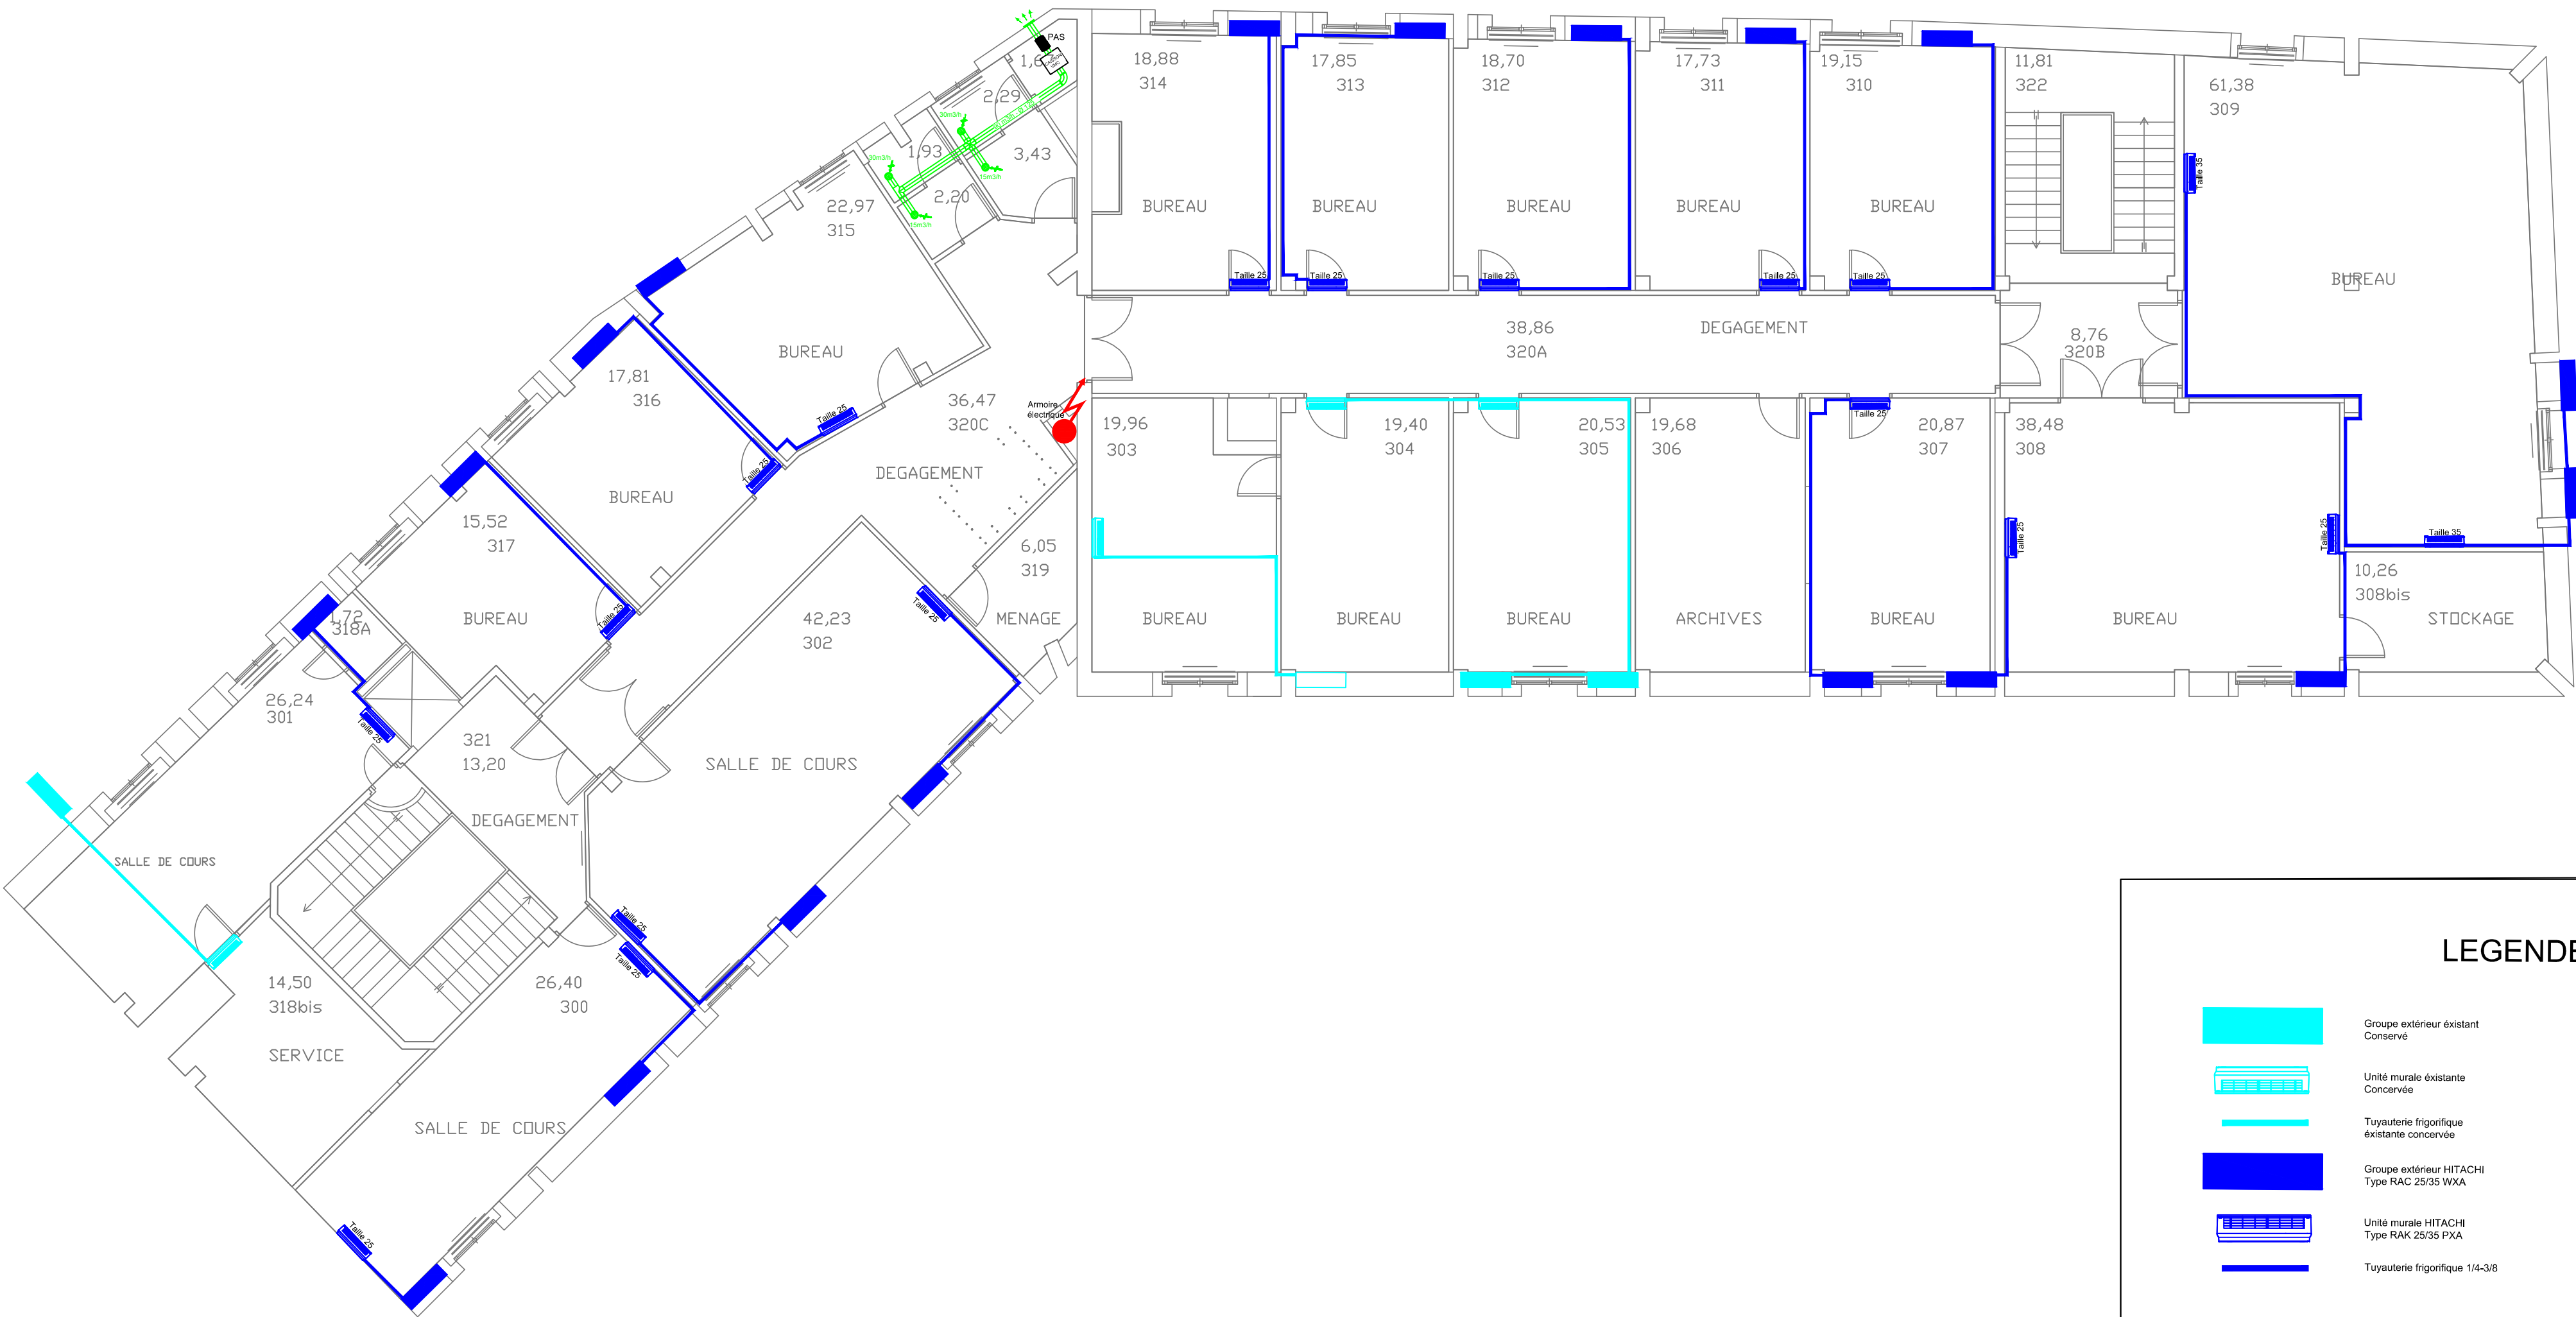 PAS
1,6
CAISSON
VMC
2,29
30m3/h
15m3/h
3,43
1,93
30m3/h
2,20
15m3/h
18,88
314
BUREAU
Taille 25
17,85
313
BUREAU
Taille 25
18,70
312
BUREAU
Taille 25
17,73
311
BUREAU
Taille 25
19,15
310
BUREAU
Taille 25
11,81
322
61,38
309
Taille 35
BUREAU
Taille 35
22,97
315
BUREAU
Taille 25
17,81
316
BUREAU
Taille 25
15,52
317
BUREAU
Taille 25
36,47
320C
DEGAGEMENT
Armoire
électrique
38,86
320A
DEGAGEMENT
8,76
320B
19,96
303
BUREAU
19,40
304
BUREAU
20,53
305
BUREAU
19,68
306
ARCHIVES
Taille 25
20,87
307
BUREAU
38,48
308
Taille 25
Taille 25
BUREAU
10,26
308bis
STOCKAGE
6,05
319
MENAGE
42,23
302
Taille 25
SALLE DE COURS
Taille 25
1,72
318A
26,24
301
Taille 25
SALLE DE COURS
321
13,20
DEGAGEMENT
14,50
318bis
SERVICE
Taille 25
26,40
300
SALLE DE COURS
Taille 25
LEGENDE
Groupe extérieur éxistant
Conservé
Unité murale éxistante
Concervée
Tuyauterie frigorifique
éxistante concervée
Groupe extérieur HITACHI
Type RAC 25/35 WXA
Unité murale HITACHI
Type RAK 25/35 PXA
Tuyauterie frigorifique 1/4-3/8